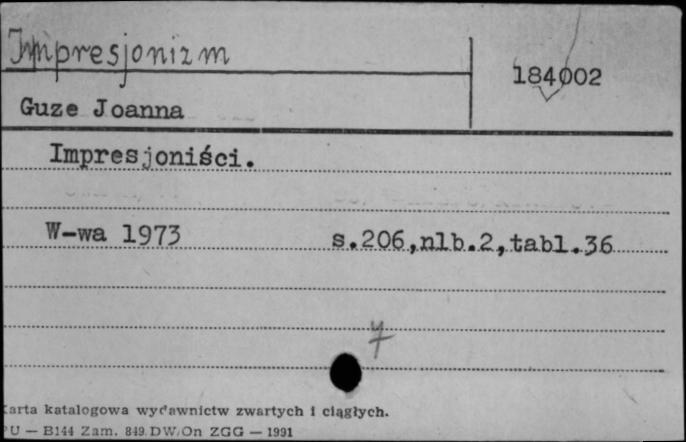 Impresjonizm
184002
Guze Joanna
Impresjoniści.
W-wa 1973 s.206,nlb.2,tabl.36
7
arta katalogowa wydawnictw zwartych i ciągłych.
PU — B144 Zam. 849 DW/On ZGG — 1991